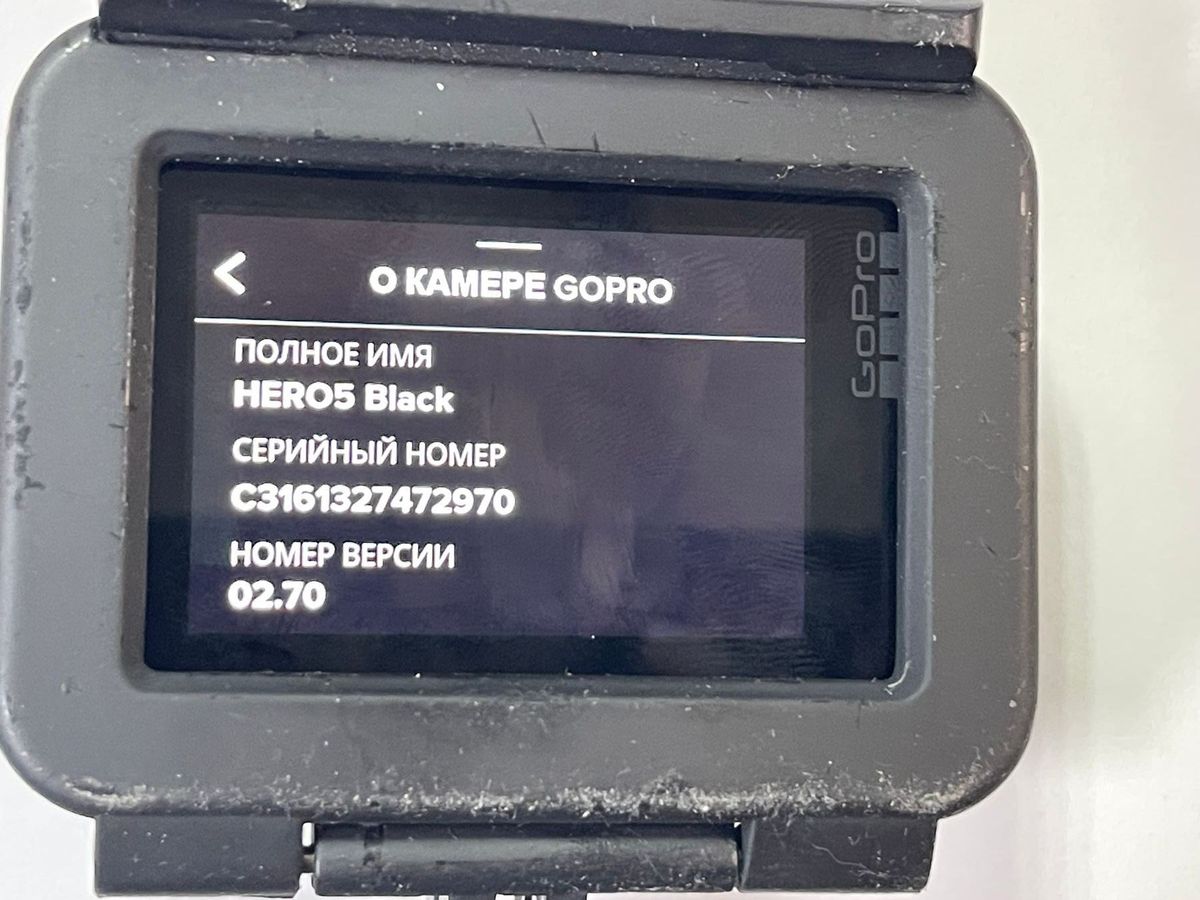 О КАМЕРЕ GOPRO
ПОЛНОЕ ИМЯ
HERO5 Black
СЕРИЙНЫЙ НОМЕР
C3161327472970
НОМЕР ВЕРСИИ
02.70
GoPro